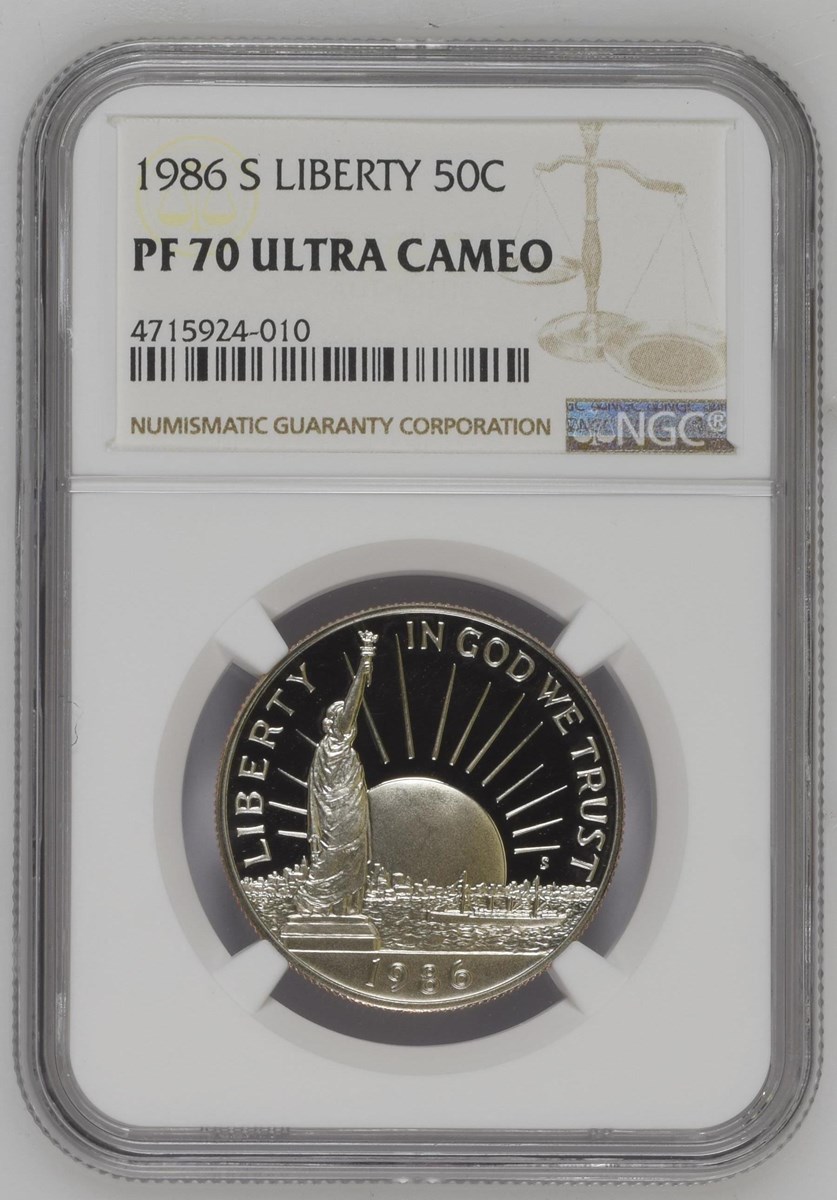 1986 S LIBERTY 50C
PF 70 ULTRA CAMEO
4715924-010
NUMISMATIC GUARANTY CORPORATION
NGC®
LIBERTY
IN GOD WE TRUST
S
1986